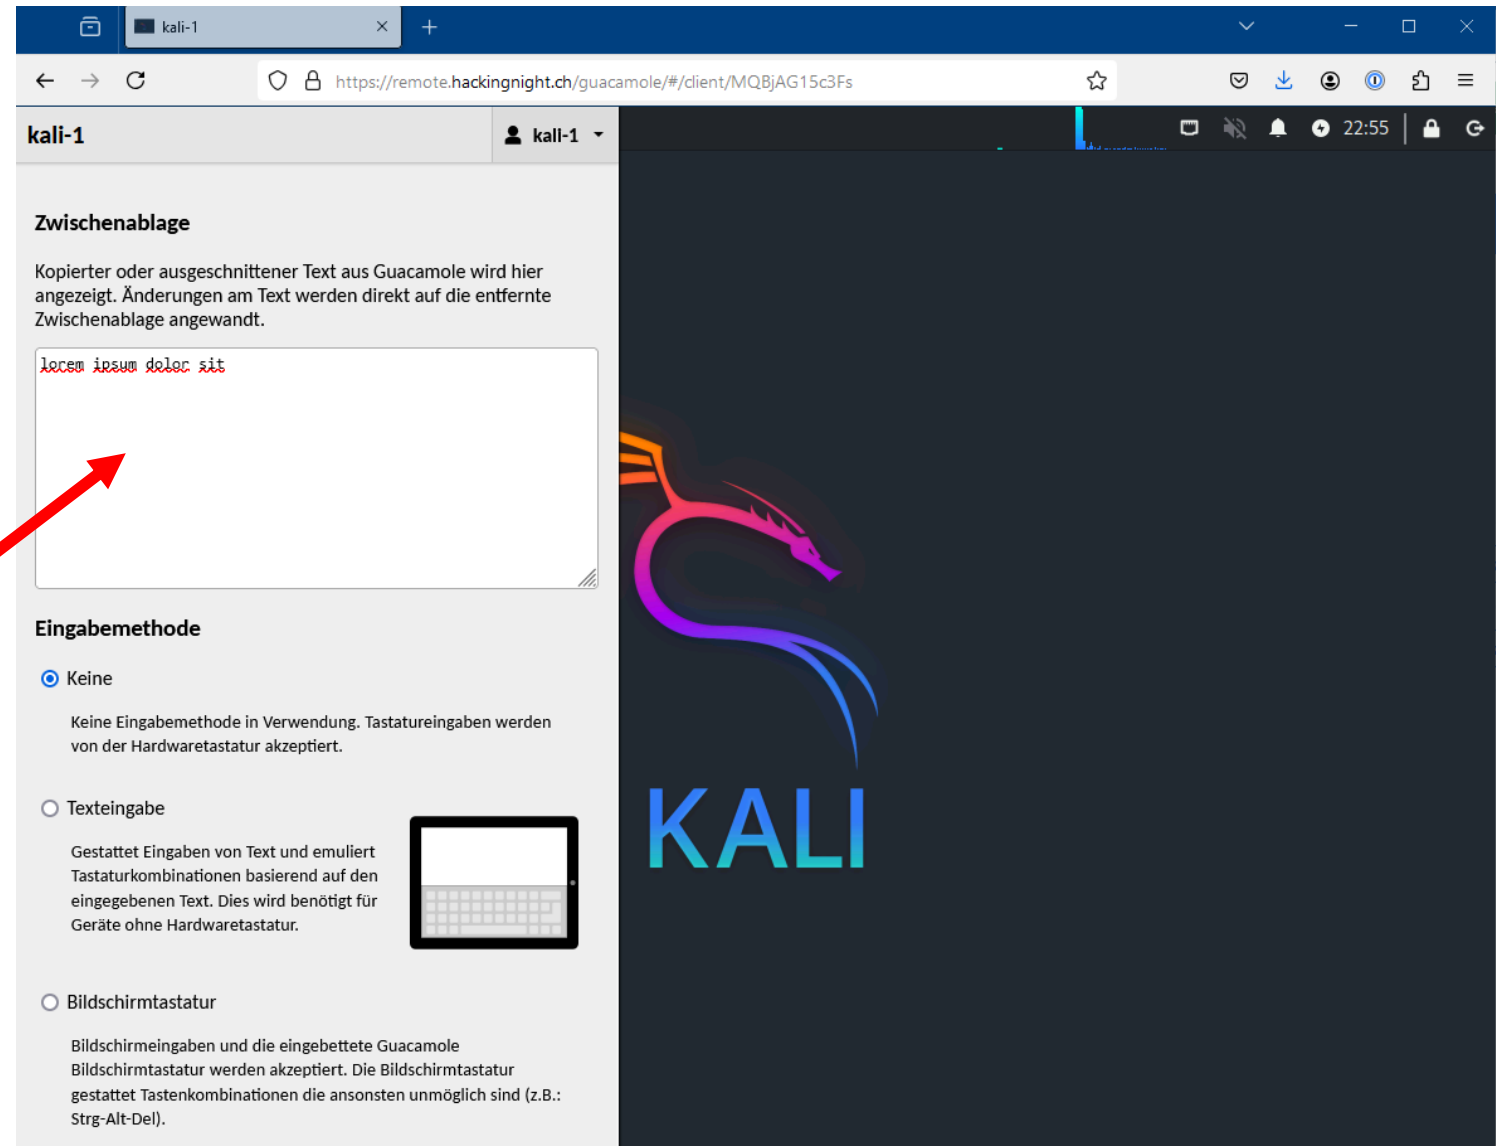 kali-1
https://remote.hackingnight.ch/guacamole/#/client/MQBjAG15c3Fs
kali-1
kali-1
22:55
Zwischenablage
Kopierter oder ausgeschnittener Text aus Guacamole wird hier
angezeigt. Änderungen am Text werden direkt auf die entfernte
Zwischenablage angewandt.
lorem ipsum dolor sit
Eingabemethode
Keine
Keine Eingabemethode in Verwendung. Tastatureingaben werden
von der Hardwaretastatur akzeptiert.
Texteingabe
Gestattet Eingaben von Text und emuliert
Tastaturkombinationen basierend auf den
eingegebenen Text. Dies wird benötigt für
Geräte ohne Hardwaretastatur.
KALI
Bildschirmtastatur
Bildschirmeingaben und die eingebettete Guacamole
Bildschirmtastatur werden akzeptiert. Die Bildschirmtastatur
gestattet Tastenkombinationen die ansonsten unmöglich sind (z.B.:
Strg-Alt-Del).